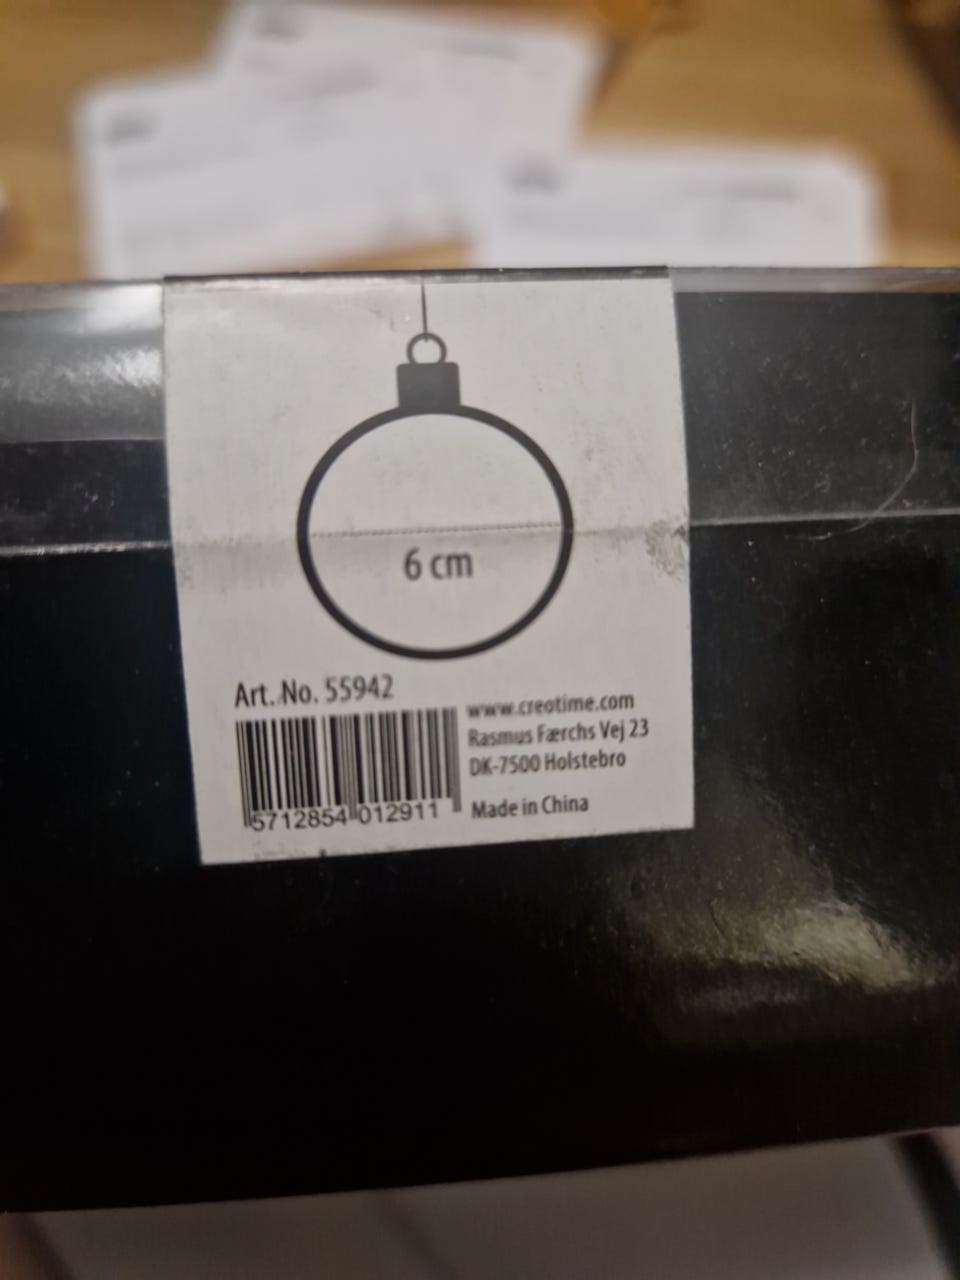 6 cm
Art. No. 55942
www.creotime.com
Rasmus Færchs Vej 23
DK-7500 Holstebro
Made in China
5712854 012911